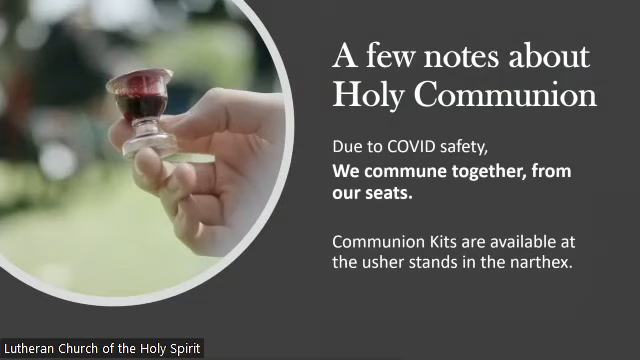 A few notes about
Holy Communion
Due to COVID safety,
We commune together, from
our seats.
Communion Kits are available at
the usher stands in the narthex.
Lutheran Church of the Holy Spirit